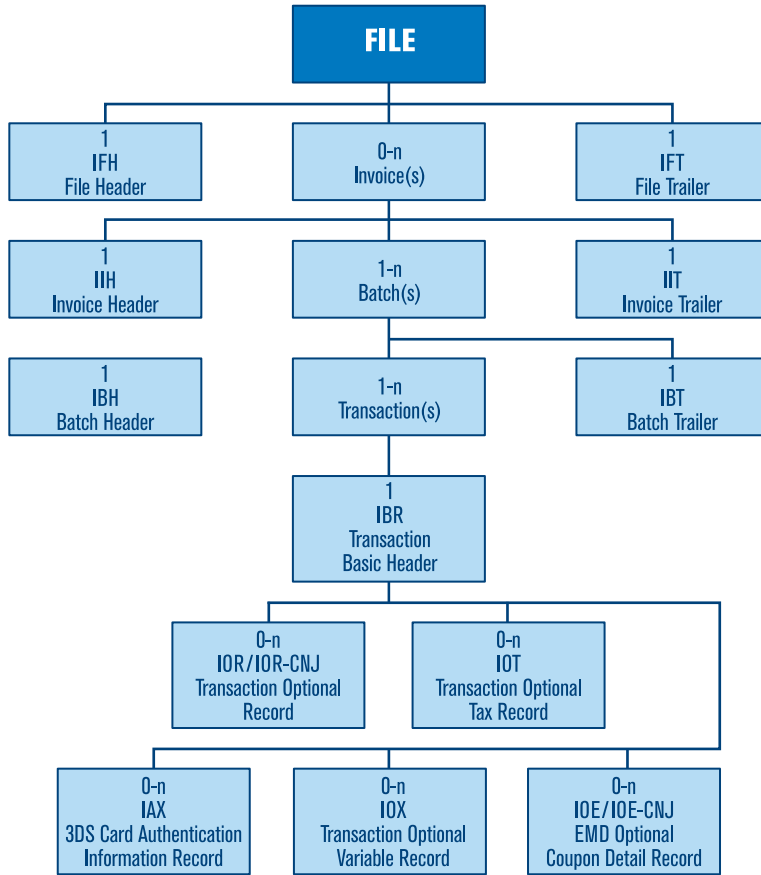 FILE
1
IFH
File Header
0-n
Invoice(s)
1
IFT
File Trailer
1
IIH
Invoice Header
1-n
Batch(s)
1
IIT
Invoice Trailer
1
IBH
Batch Header
1-n
Transaction(s)
1
IBT
Batch Trailer
1
IBR
Transaction
Basic Header
0-n
IOR/IOR-CNJ
Transaction Optional
Record
0-n
IOT
Transaction Optional
Tax Record
0-n
IAX
3DS Card Authentication
Information Record
0-n
IOX
Transaction Optional
Variable Record
0-n
IOE/IOE-CNJ
EMD Optional
Coupon Detail Record